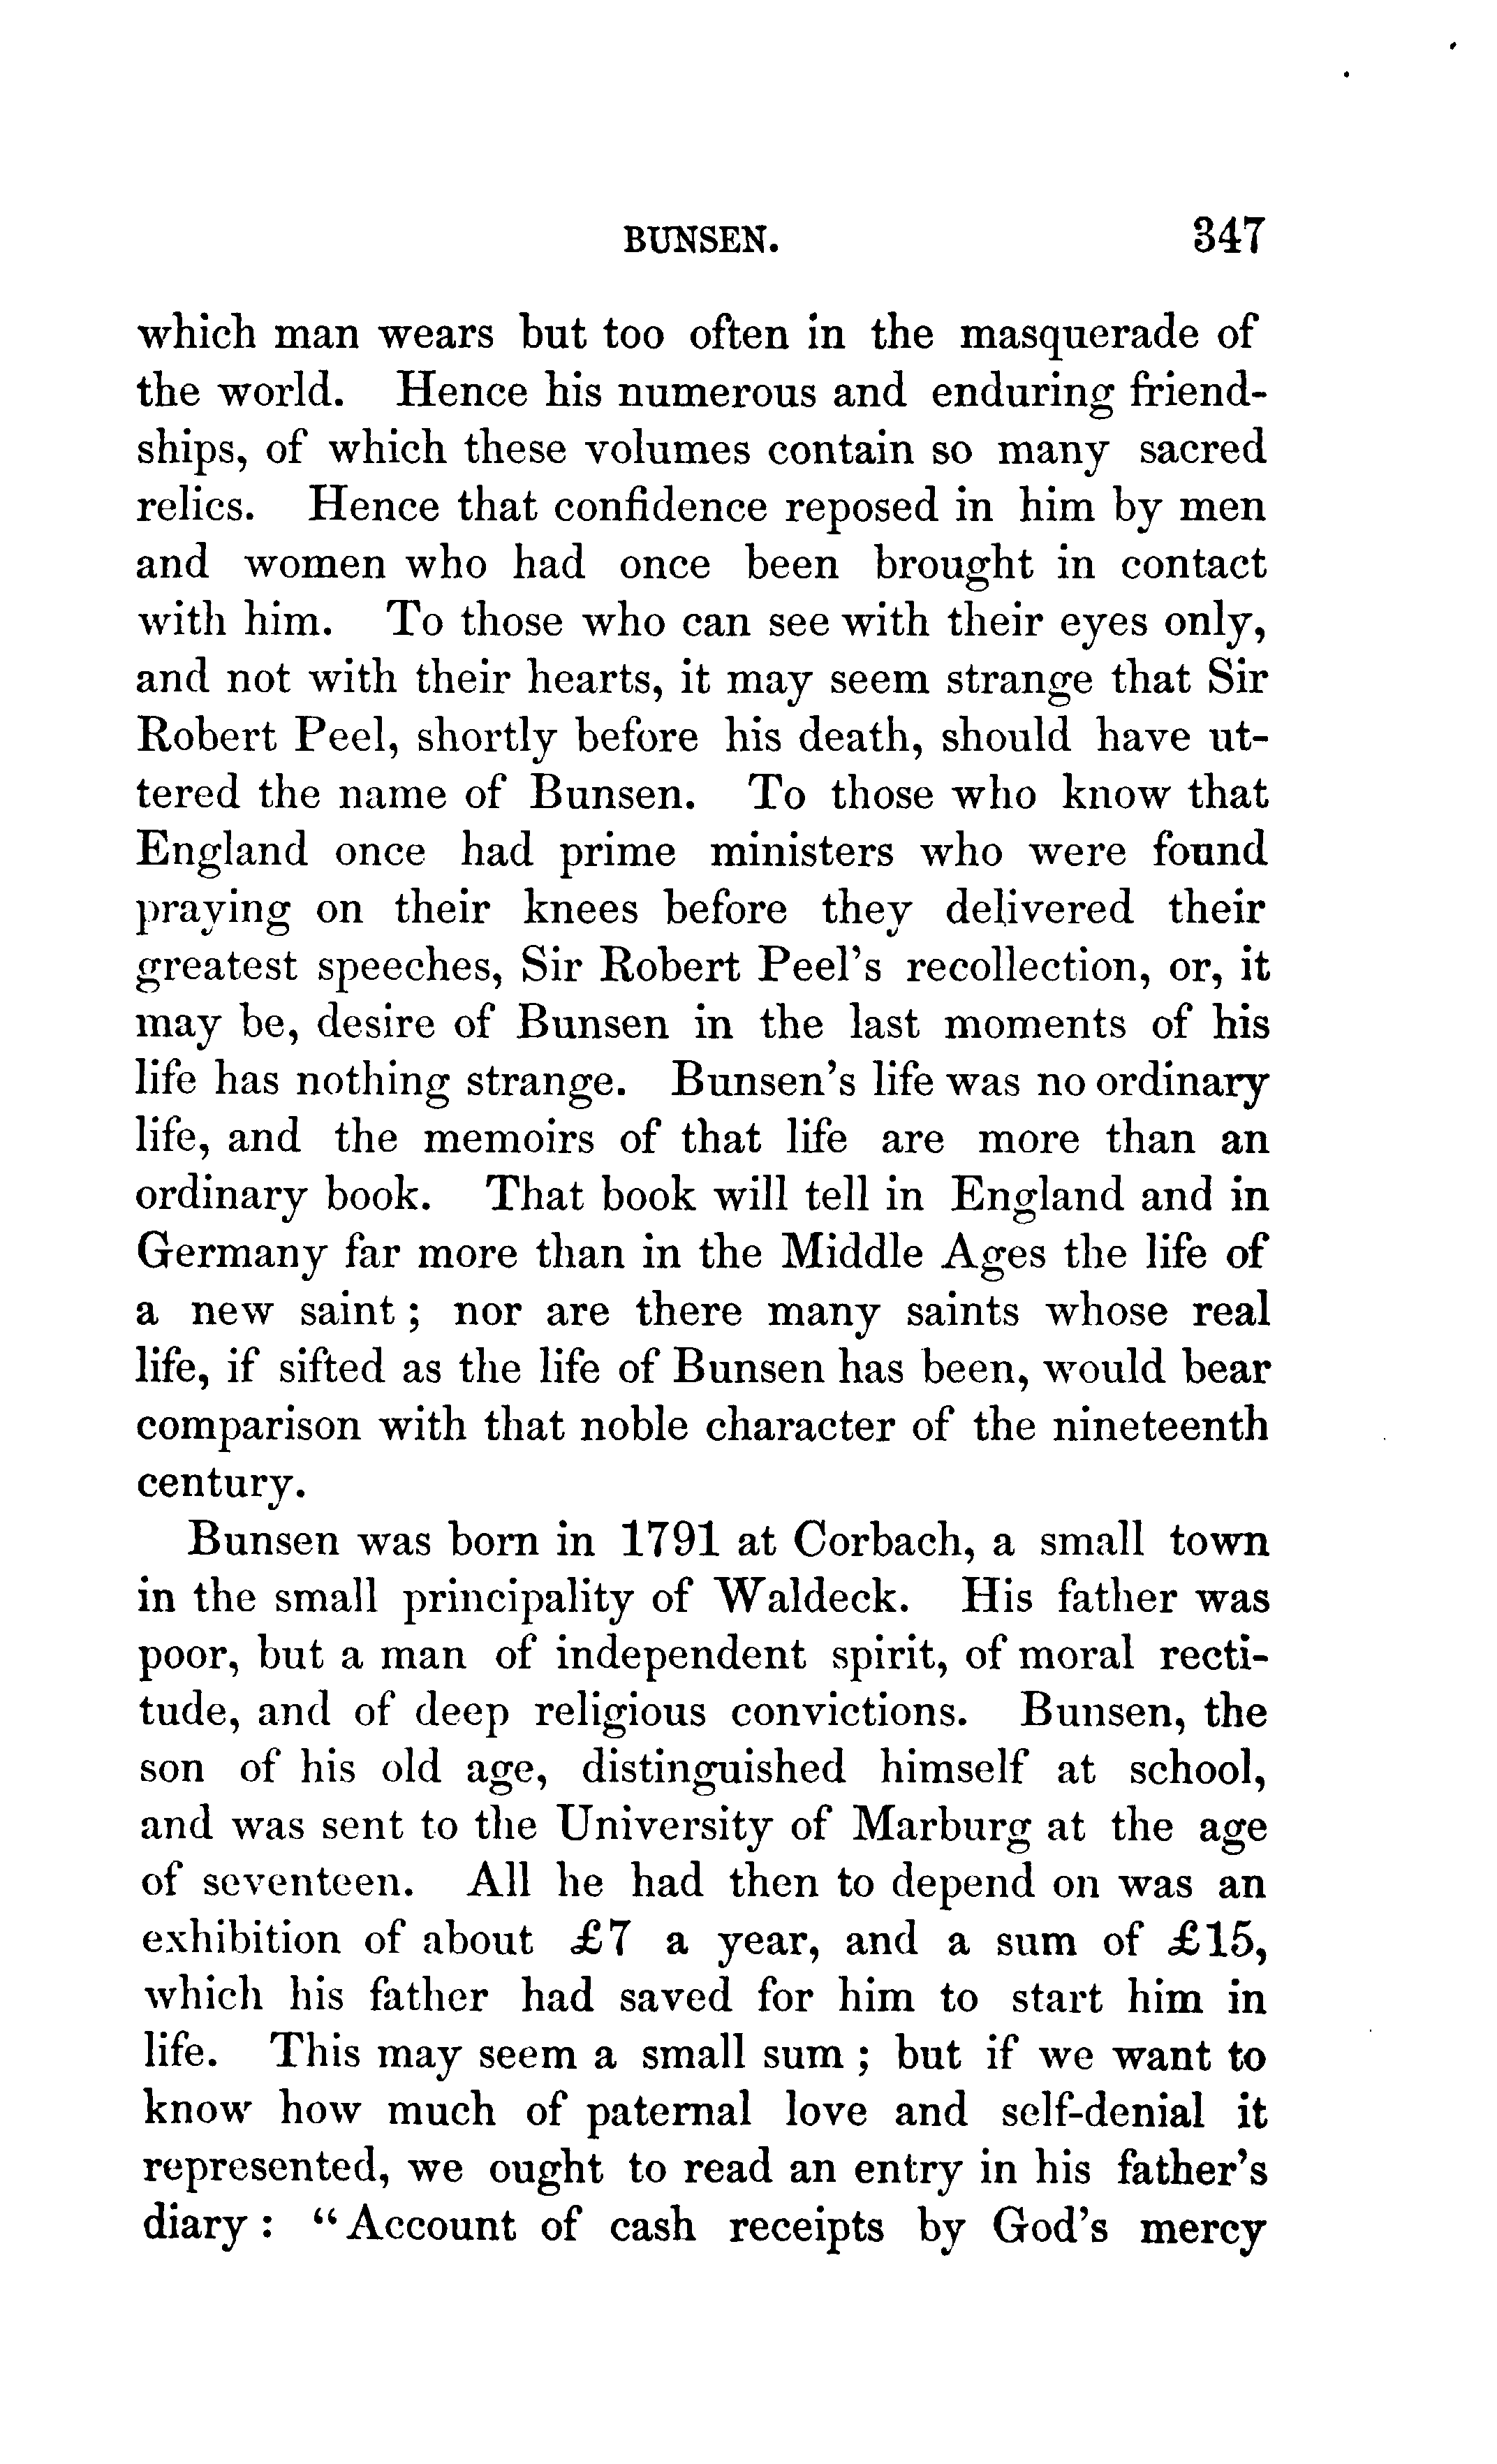 BUNSEN. 347
which man wears but too often in the masquerade of
the world. Hence his numerous and enduring friend-
ships, of which these volumes contain so many sacred
relics. Hence that confidence reposed in him by men
and women who had once been brought in contact
with him. To those who can see with their eyes only,
and not with their hearts, it may seem strange that Sir
Robert Peel, shortly before his death, should have ut-
tered the name of Bunsen. To those who know that
England once had prime ministers who were found
praying on their knees before they delivered their
greatest speeches, Sir Robert Peel's recollection, or, it
may be, desire of Bunsen in the last moments of his
life has nothing strange. Bunsen's life was no ordinary
life, and the memoirs of that life are more than an
ordinary book. That book will tell in England and in
Germany far more than in the Middle Ages the life of
a new saint; nor are there many saints whose real
life, if sifted as the life of Bunsen has been, would bear
comparison with that noble character of the nineteenth
century.
Bunsen was born in 1791 at Corbach, a small town
in the small principality of Waldeck. His father was
poor, but a man of independent spirit, of moral recti-
tude, and of deep religious convictions. Bunsen, the
son of his old age, distinguished himself at school,
and was sent to the University of Marburg at the age
of seventeen. All he had then to depend on was an
exhibition of about £7 a year, and a sum of £15,
which his father had saved for him to start him in
life. This may seem a small sum; but if we want to
know how much of paternal love and self-denial it
represented, we ought to read an entry in his father's
diary: "Account of cash receipts by God's mercy